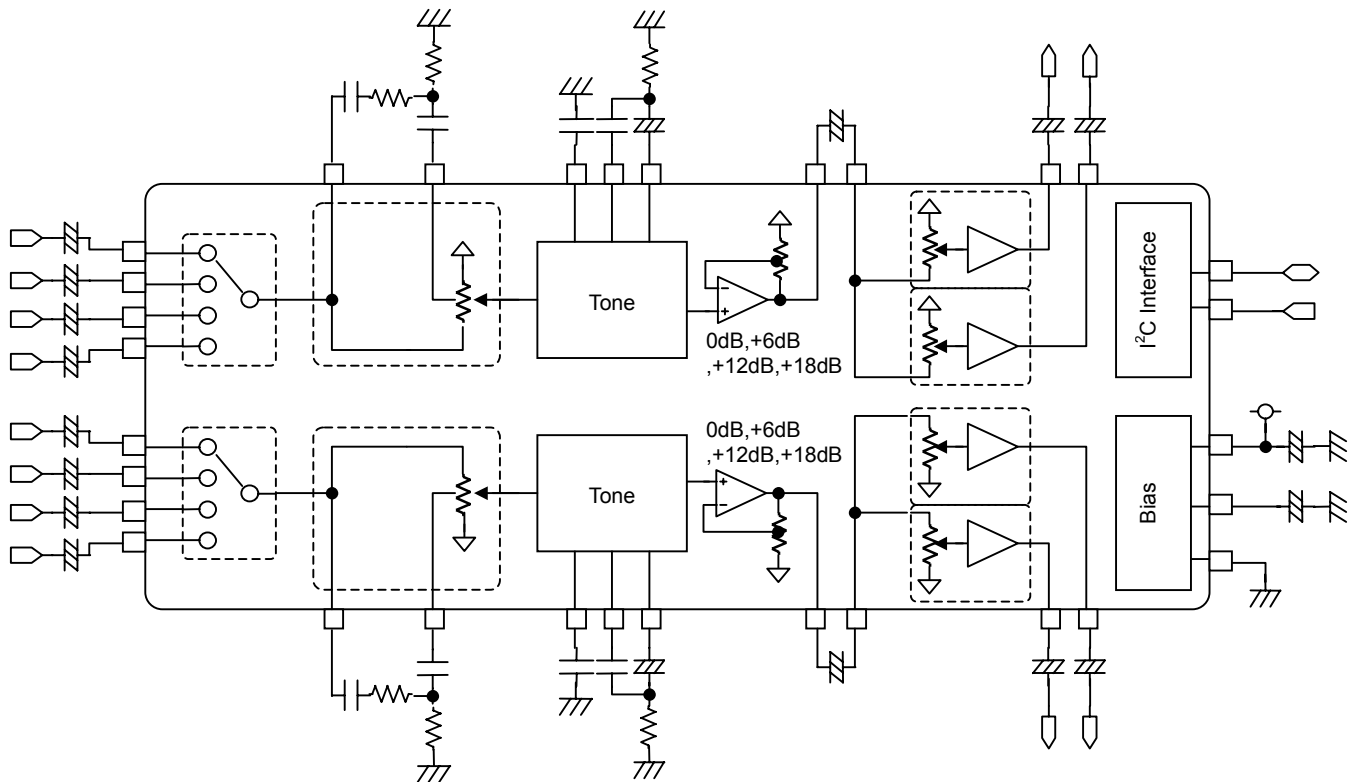 Tone
0dB,+6dB
,+12dB,+18dB
I²C Interface
Tone
0dB,+6dB
,+12dB,+18dB
Bias